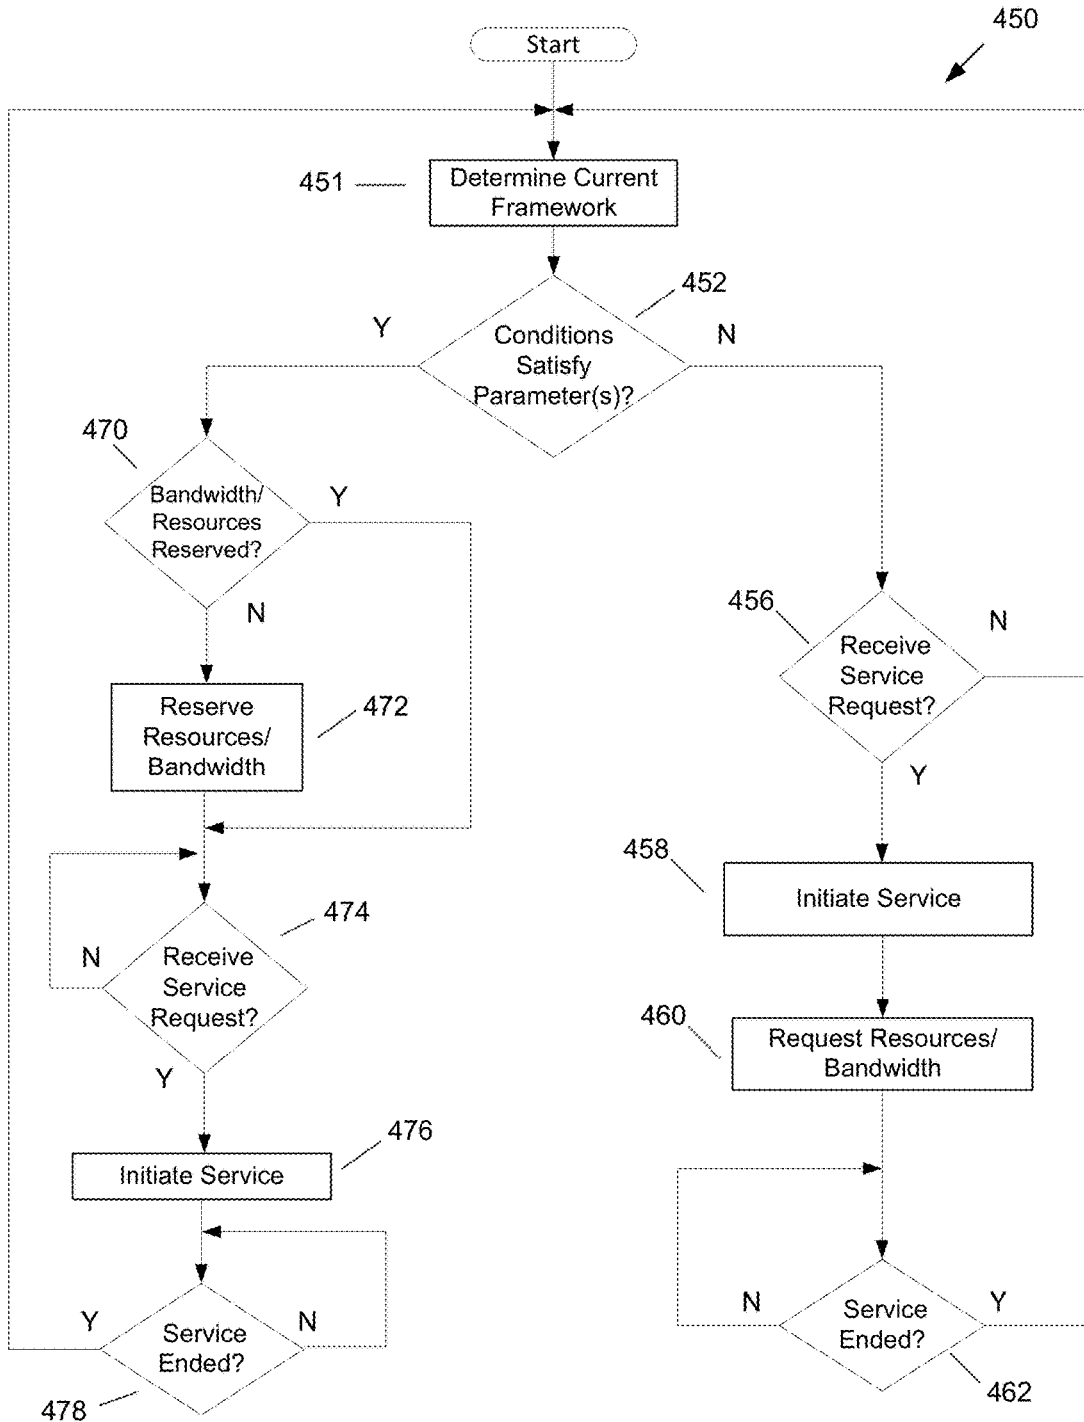 450
Start
451
Determine Current
Framework
452
Y
N
Conditions
Satisfy
Parameter(s)?
470
Bandwidth/
Resources
Reserved?
Y
N
456
Receive
Service
Request?
N
Y
Reserve
Resources/
Bandwidth
472
458
Initiate Service
474
Receive
Service
Request?
N
Y
460
Request Resources/
Bandwidth
476
Initiate Service
Y
Service
Ended?
N
478
N
Service
Ended?
Y
462